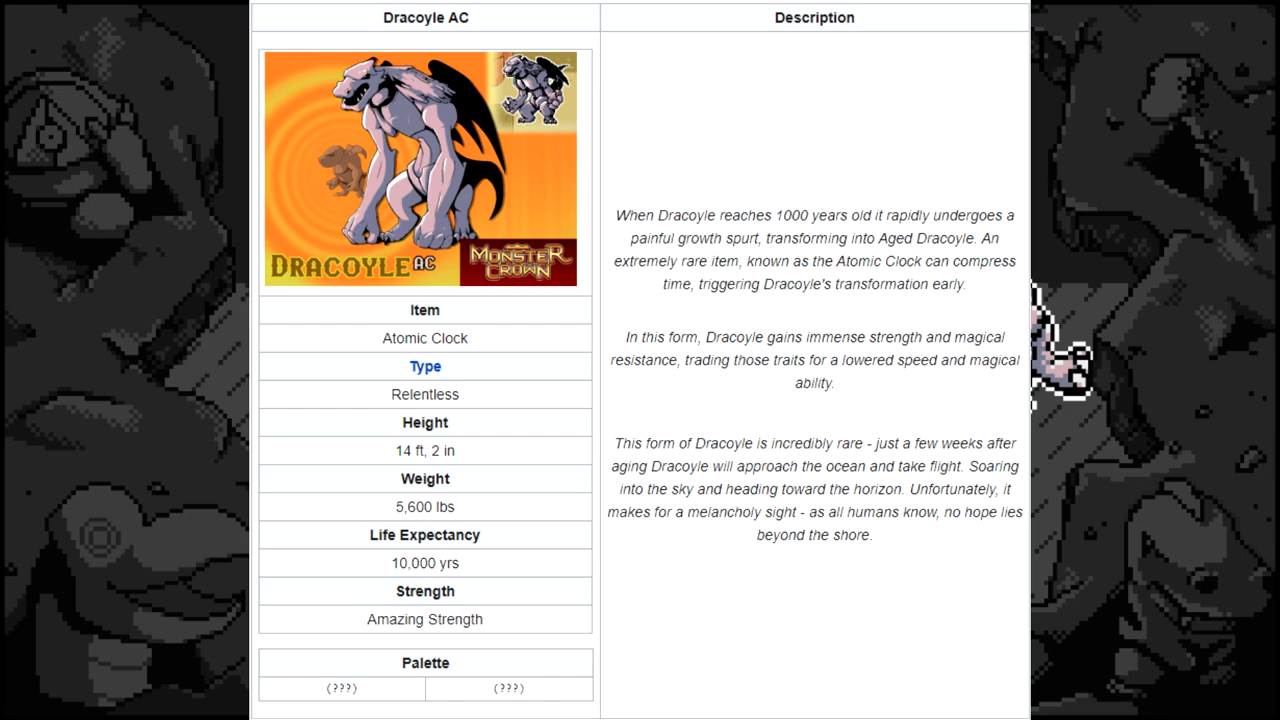 Dracoyle AC
Description
DRACOYLE AC
MONSTER
CROWN
Item
Atomic Clock
Type
Relentless
Height
14 ft, 2 in
Weight
5,600 lbs
Life Expectancy
10,000 yrs
Strength
Amazing Strength
Palette
(???)
(???)
When Dracoyle reaches 1000 years old it rapidly undergoes a
painful growth spurt, transforming into Aged Dracoyle. An
extremely rare item, known as the Atomic Clock can compress
time, triggering Dracoyle's transformation early.
In this form, Dracoyle gains immense strength and magical
resistance, trading those traits for a lowered speed and magical
ability.
This form of Dracoyle is incredibly rare - just a few weeks after
aging Dracoyle will approach the ocean and take flight. Soaring
into the sky and heading toward the horizon. Unfortunately, it
makes for a melancholy sight - as all humans know, no hope lies
beyond the shore.